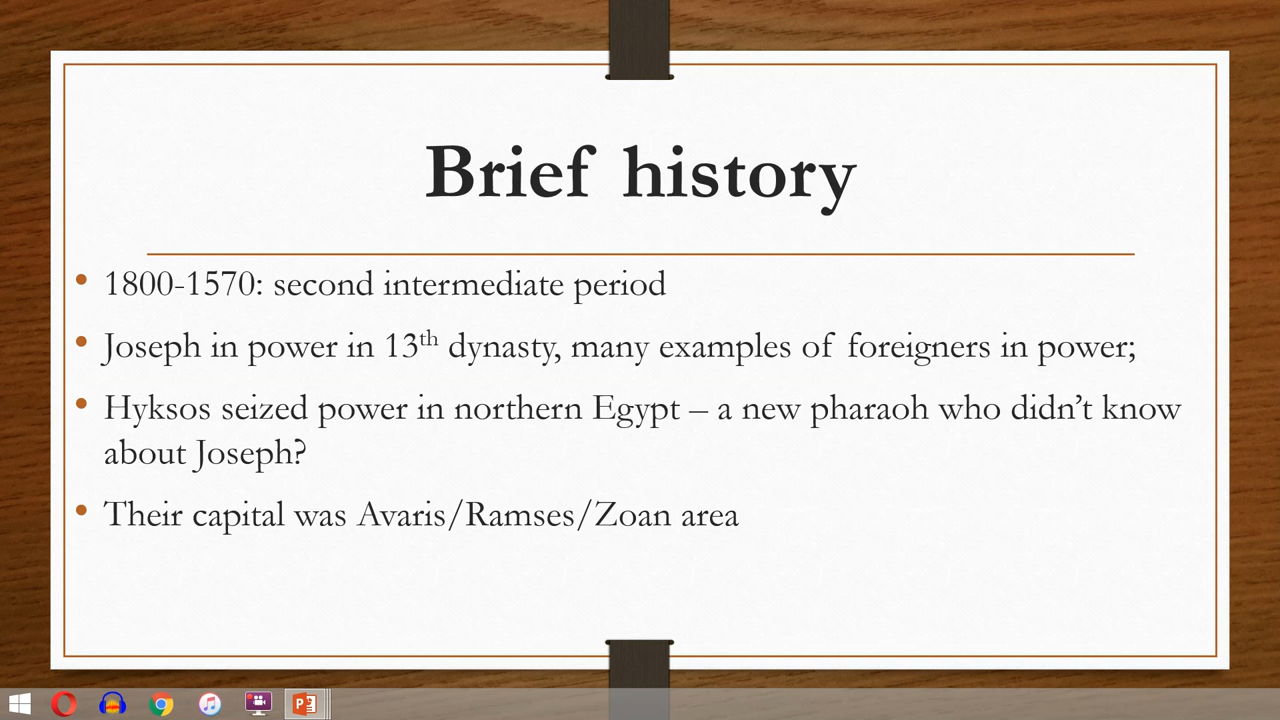 Brief history
• 1800-1570: second intermediate period
• Joseph in power in 13th dynasty, many examples of foreigners in power;
• Hyksos seized power in northern Egypt – a new pharaoh who didn’t know
about Joseph?
• Their capital was Avaris/Ramses/Zoan area